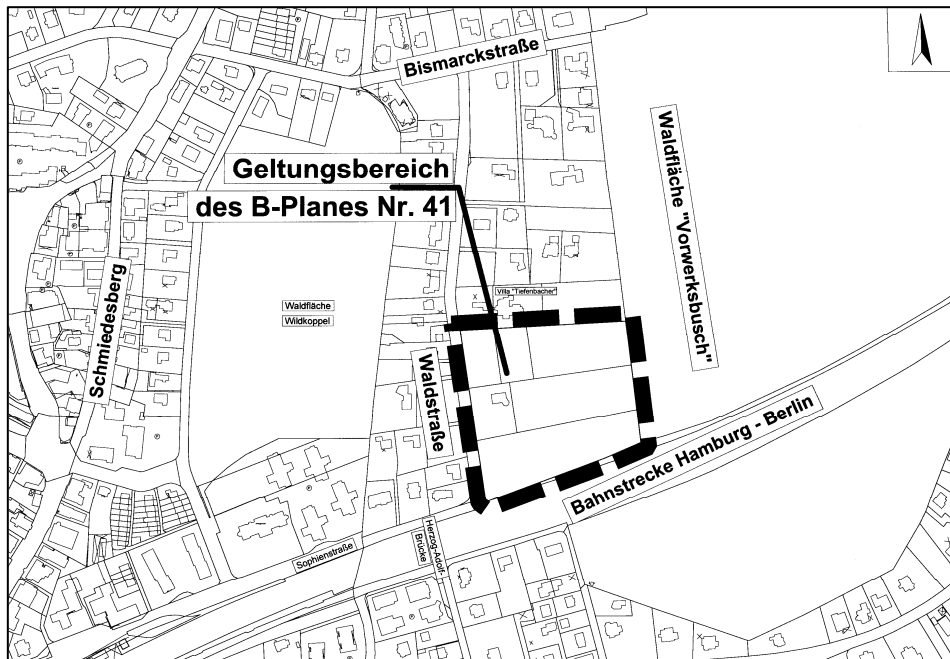 Bismarckstraße
Geltungsbereich
des B-Planes Nr. 41
Waldfläche "Vorwerksbusch"
Villa "Tiefenbacher"
Waldfläche
Wildkoppel
Schmiedesberg
Waldstraße
Bahnstrecke Hamburg - Berlin
Sophienstraße
Herzog-Adolf-
Brücke